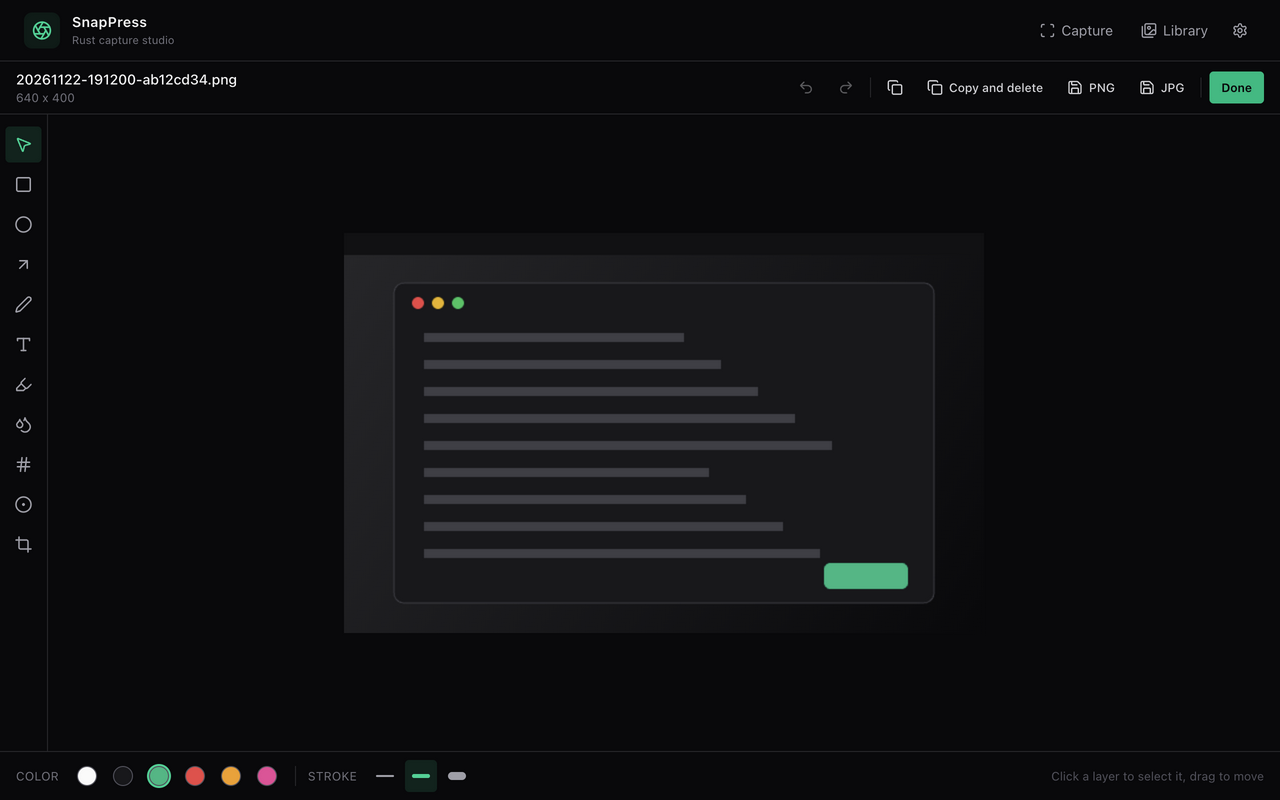 SnapPress
Rust capture studio
Capture
Library
20261122-191200-ab12cd34.png
640 x 400
Copy and delete
PNG
JPG
Done
COLOR
STROKE
Click a layer to select it, drag to move